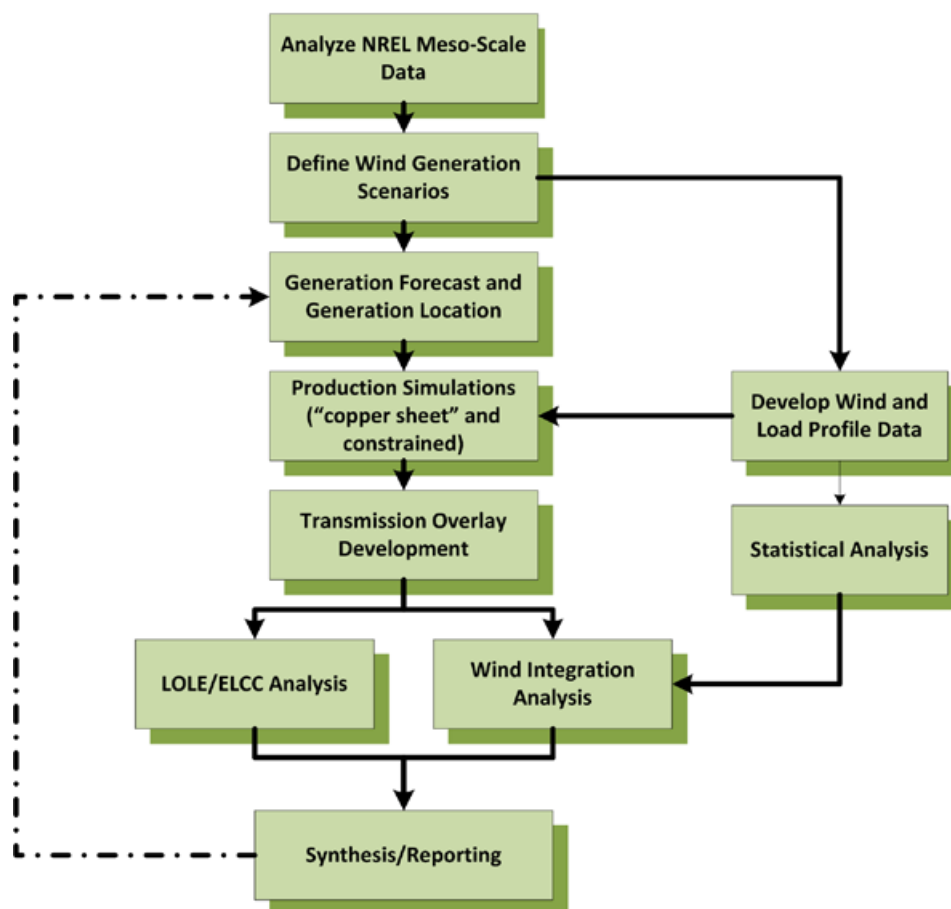 Analyze NREL Meso-Scale
Data
Define Wind Generation
Scenarios
Generation Forecast and
Generation Location
Production Simulations
(“copper sheet” and
constrained)
Develop Wind and
Load Profile Data
Transmission Overlay
Development
Statistical Analysis
LOLE/ELCC Analysis
Wind Integration
Analysis
Synthesis/Reporting